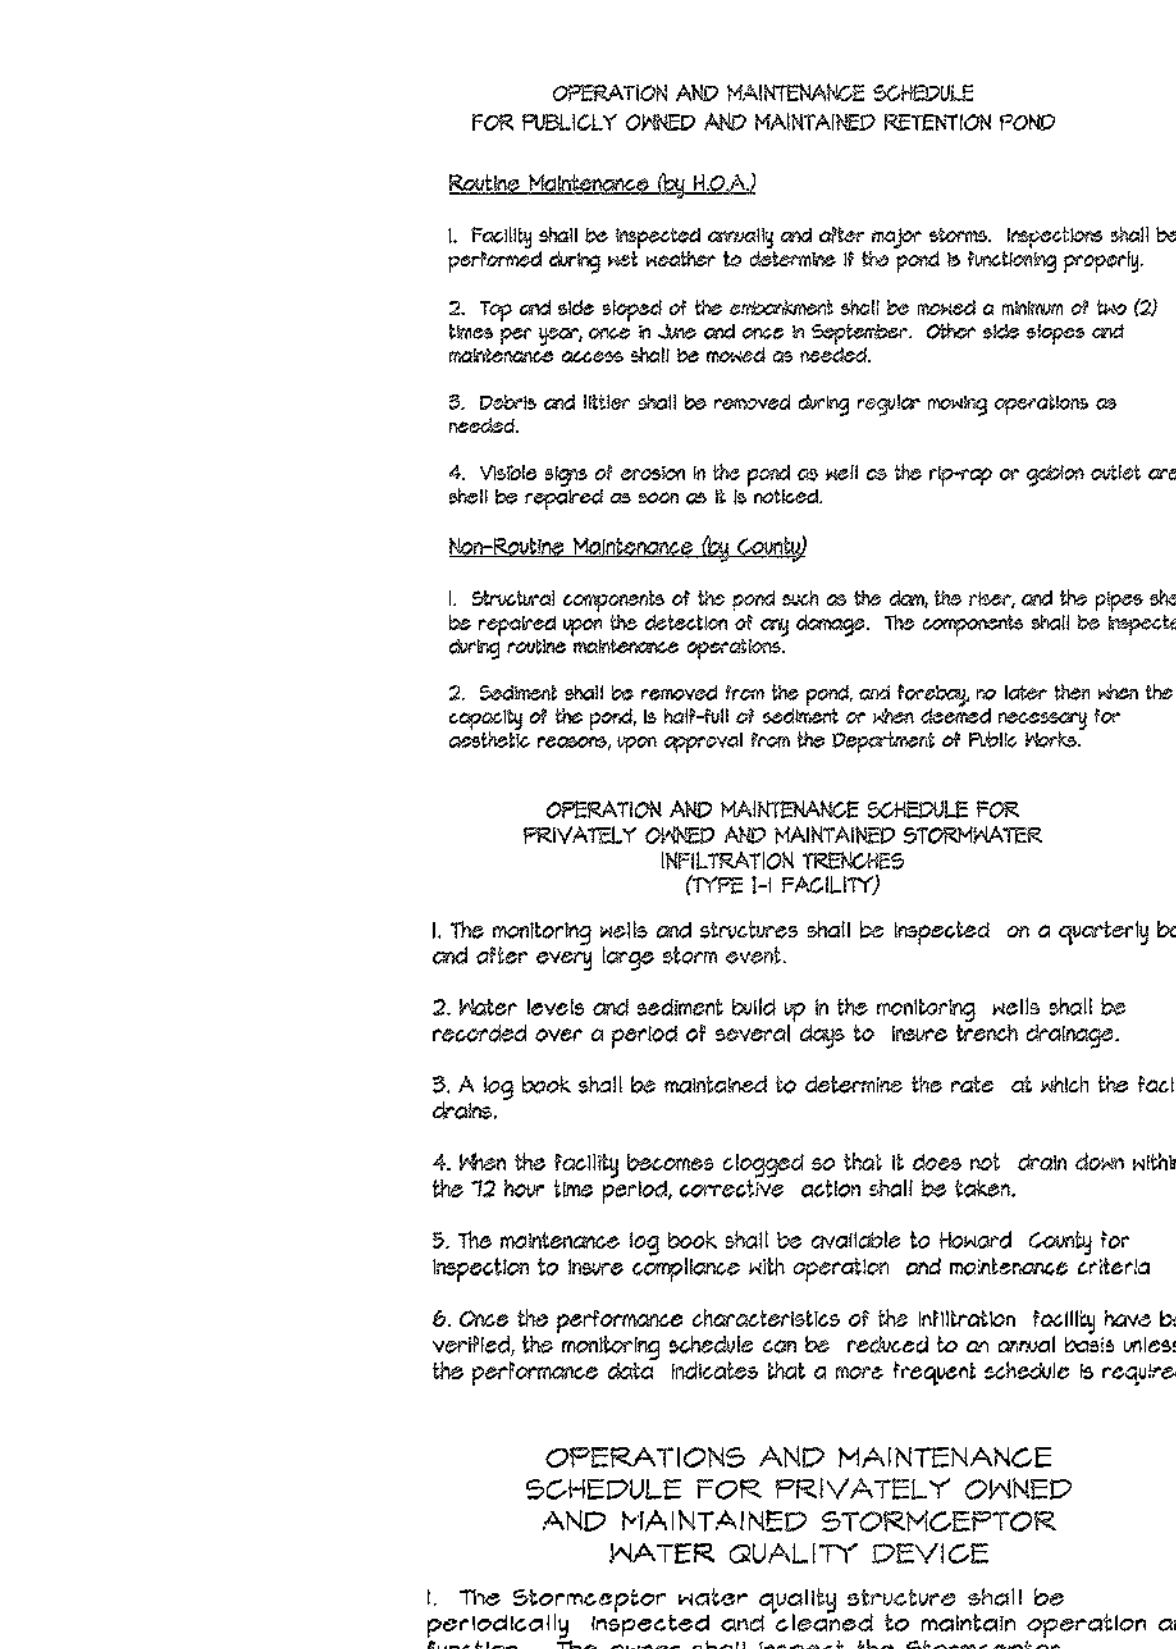 OPERATION AND MAINTENANCE SCHEDULE
FOR PUBLICLY OWNED AND MAINTAINED RETENTION POND
Routine Maintenance (by H.O.A.)
1. Facility shall be inspected annually and after major storms. Inspections shall be
performed during wet weather to determine if the pond is functioning properly.
2. Top and side sloped of the embankment shall be mowed a minimum of two (2)
times per year, once in June and once in September. Other side slopes and
maintenance access shall be mowed as needed.
3. Debris and littler shall be removed during regular mowing operations as
needed.
4. Visible signs of erosion in the pond as well as the rip-rap or gabion outlet are
shall be repaired as soon as it is noticed.
Non-Routine Maintenance (by County)
1. Structural components of the pond such as the dam, the riser, and the pipes sha
be repaired upon the detection of any damage. The components shall be inspecte
during routine maintenance operations.
2. Sediment shall be removed from the pond, and forebay, no later then when the
capacity of the pond, is half-full of sediment or when deemed necessary for
aesthetic reasons, upon approval from the Department of Public Works.
OPERATION AND MAINTENANCE SCHEDULE FOR
PRIVATELY OWNED AND MAINTAINED STORMWATER
INFILTRATION TRENCHES
(TYPE I-1 FACILITY)
1. The monitoring wells and structures shall be inspected on a quarterly ba
and after every large storm event.
2. Water levels and sediment build up in the monitoring wells shall be
recorded over a period of several days to insure trench drainage.
3. A log book shall be maintained to determine the rate at which the facil
drains.
4. When the facility becomes clogged so that it does not drain down within
the 72 hour time period, corrective action shall be taken.
5. The maintenance log book shall be available to Howard County for
inspection to insure compliance with operation and maintenance criteria
6. Once the performance characteristics of the infiltration facility have be
verified, the monitoring schedule can be reduced to an annual basis unless
the performance data indicates that a more frequent schedule is require
OPERATIONS AND MAINTENANCE
SCHEDULE FOR PRIVATELY OWNED
AND MAINTAINED STORMCEPTOR
WATER QUALITY DEVICE
1. The Stormceptor water quality structure shall be
periodically inspected and cleaned to maintain operation a
function. The owner shall inspect the Stormceptor